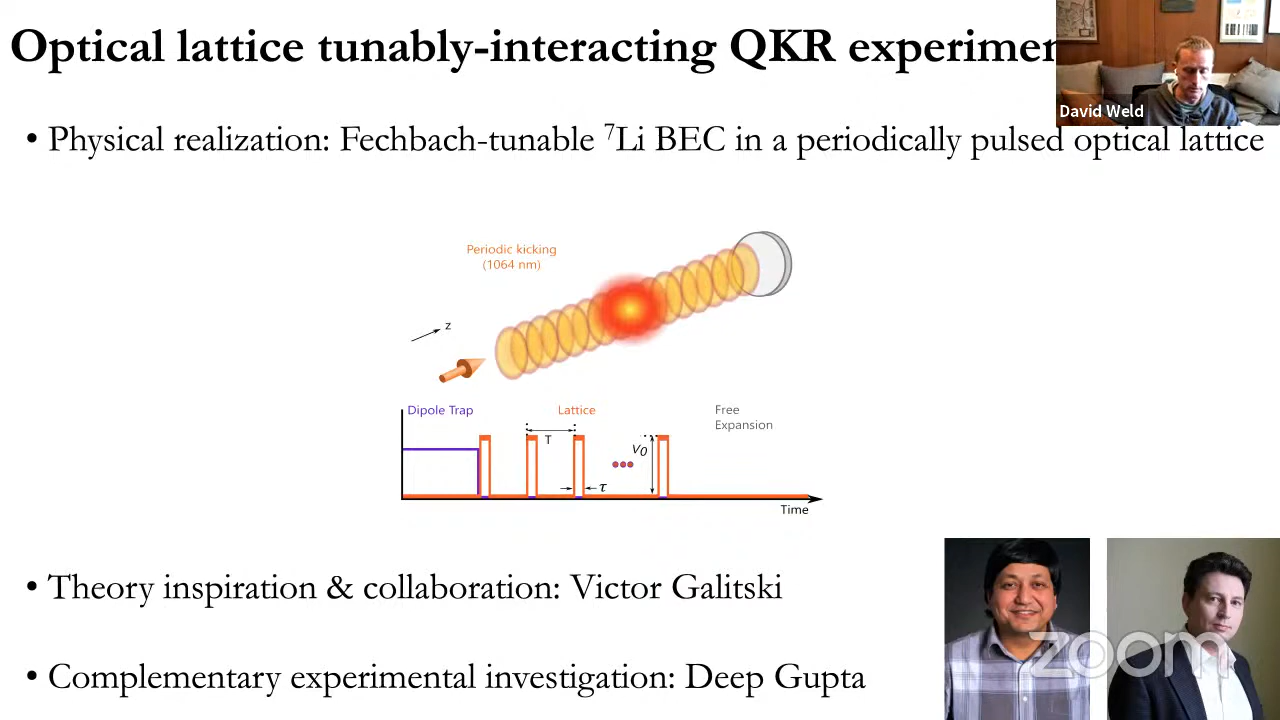 Optical lattice tunably-interacting QKR experimen
David Weld
• Physical realization: Fechbach-tunable ⁷Li BEC in a periodically pulsed optical lattice
Periodic kicking
(1064 nm)
z
Dipole Trap
Lattice
Free
Expansion
T
V₀
τ
Time
• Theory inspiration & collaboration: Victor Galitski
zoom
• Complementary experimental investigation: Deep Gupta